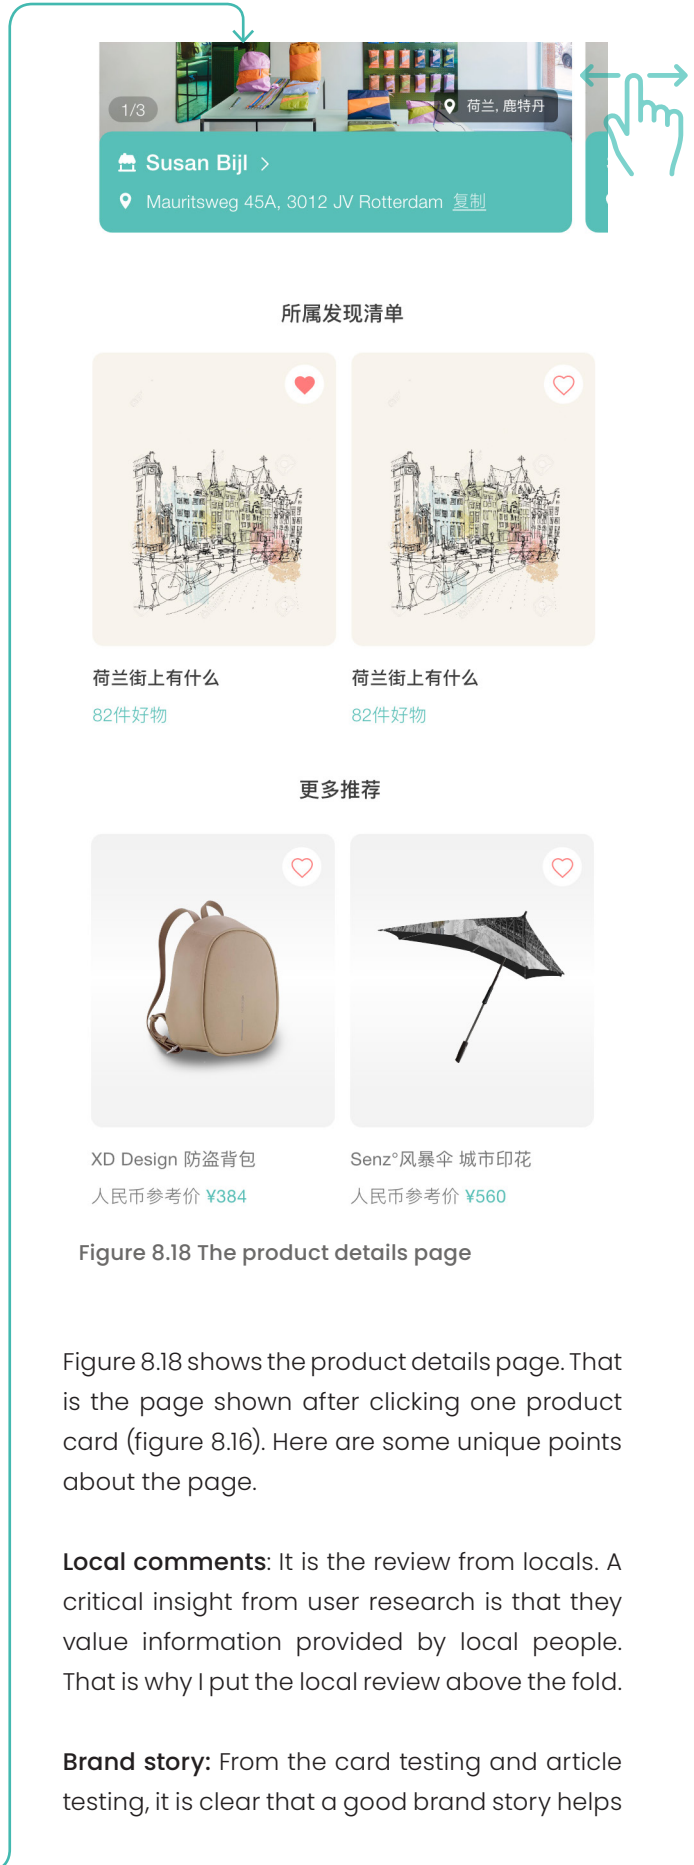 1/3
荷兰, 鹿特丹
Susan Bijl >
Mauritsweg 45A, 3012 JV Rotterdam 复制
所属发现清单
荷兰街上有什么
荷兰街上有什么
82件好物
82件好物
更多推荐
XD Design 防盗背包
Senz°风暴伞 城市印花
人民币参考价 ¥384
人民币参考价 ¥560
Figure 8.18 The product details page
Figure 8.18 shows the product details page. That
is the page shown after clicking one product
card (figure 8.16). Here are some unique points
about the page.
Local comments: It is the review from locals. A
critical insight from user research is that they
value information provided by local people.
That is why I put the local review above the fold.
Brand story: From the card testing and article
testing, it is clear that a good brand story helps